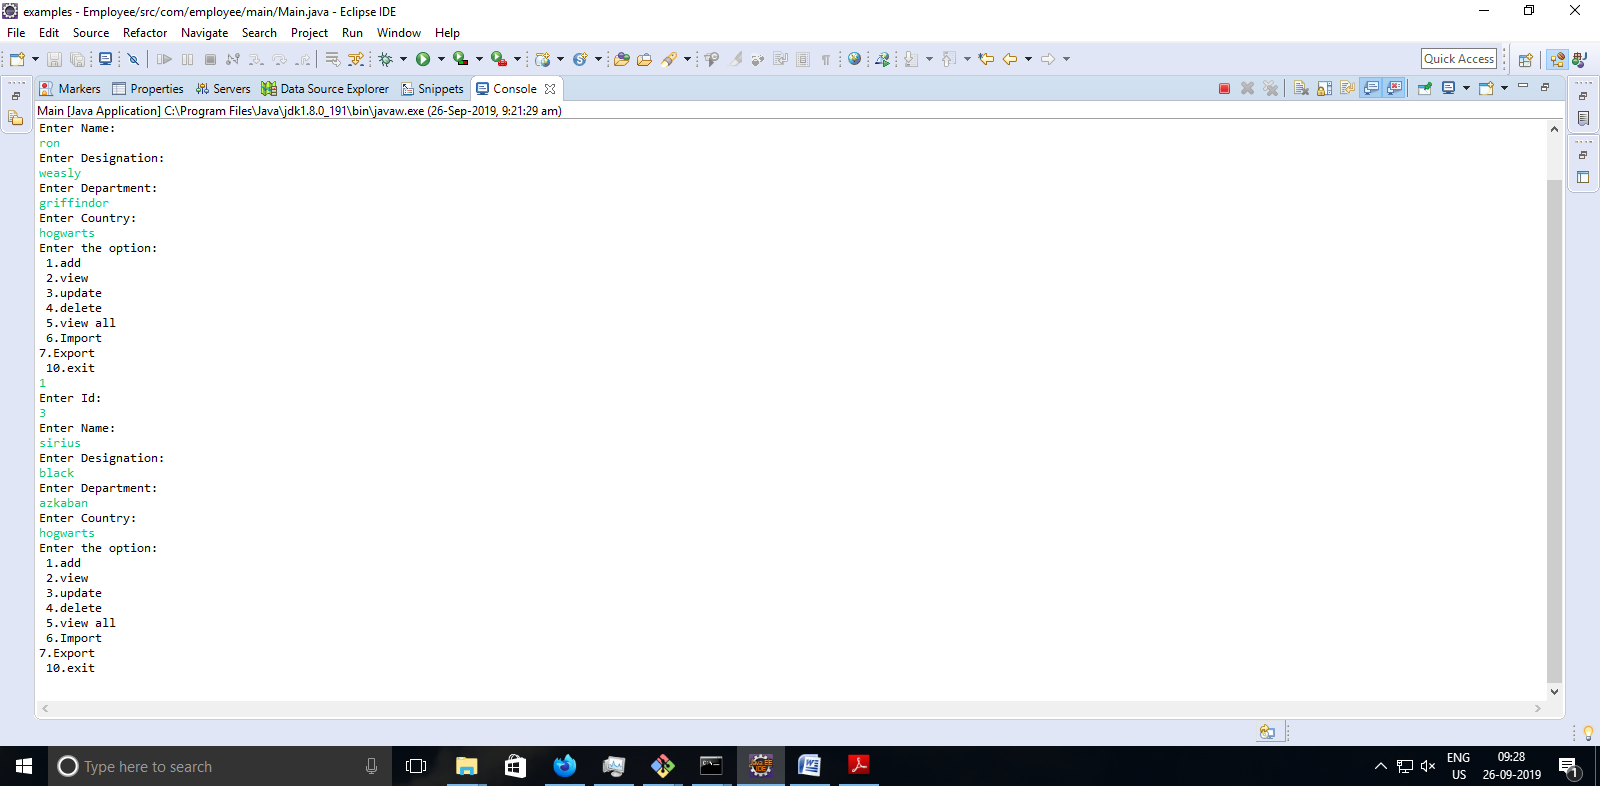 examples - Employee/src/com/employee/main/Main.java - Eclipse IDE
File Edit Source Refactor Navigate Search Project Run Window Help
Quick Access
Markers Properties Servers Data Source Explorer Snippets Console
Main [Java Application] C:\Program Files\Java\jdk1.8.0_191\bin\javaw.exe (26-Sep-2019, 9:21:29 am)
Enter Name:
ron
Enter Designation:
weasly
Enter Department:
griffindor
Enter Country:
hogwarts
Enter the option:
1.add
2.view
3.update
4.delete
5.view all
6.Import
7.Export
10.exit
1
Enter Id:
3
Enter Name:
sirius
Enter Designation:
black
Enter Department:
azkaban
Enter Country:
hogwarts
Enter the option:
1.add
2.view
3.update
4.delete
5.view all
6.Import
7.Export
10.exit
Type here to search
ENG
US
09:28
26-09-2019
1